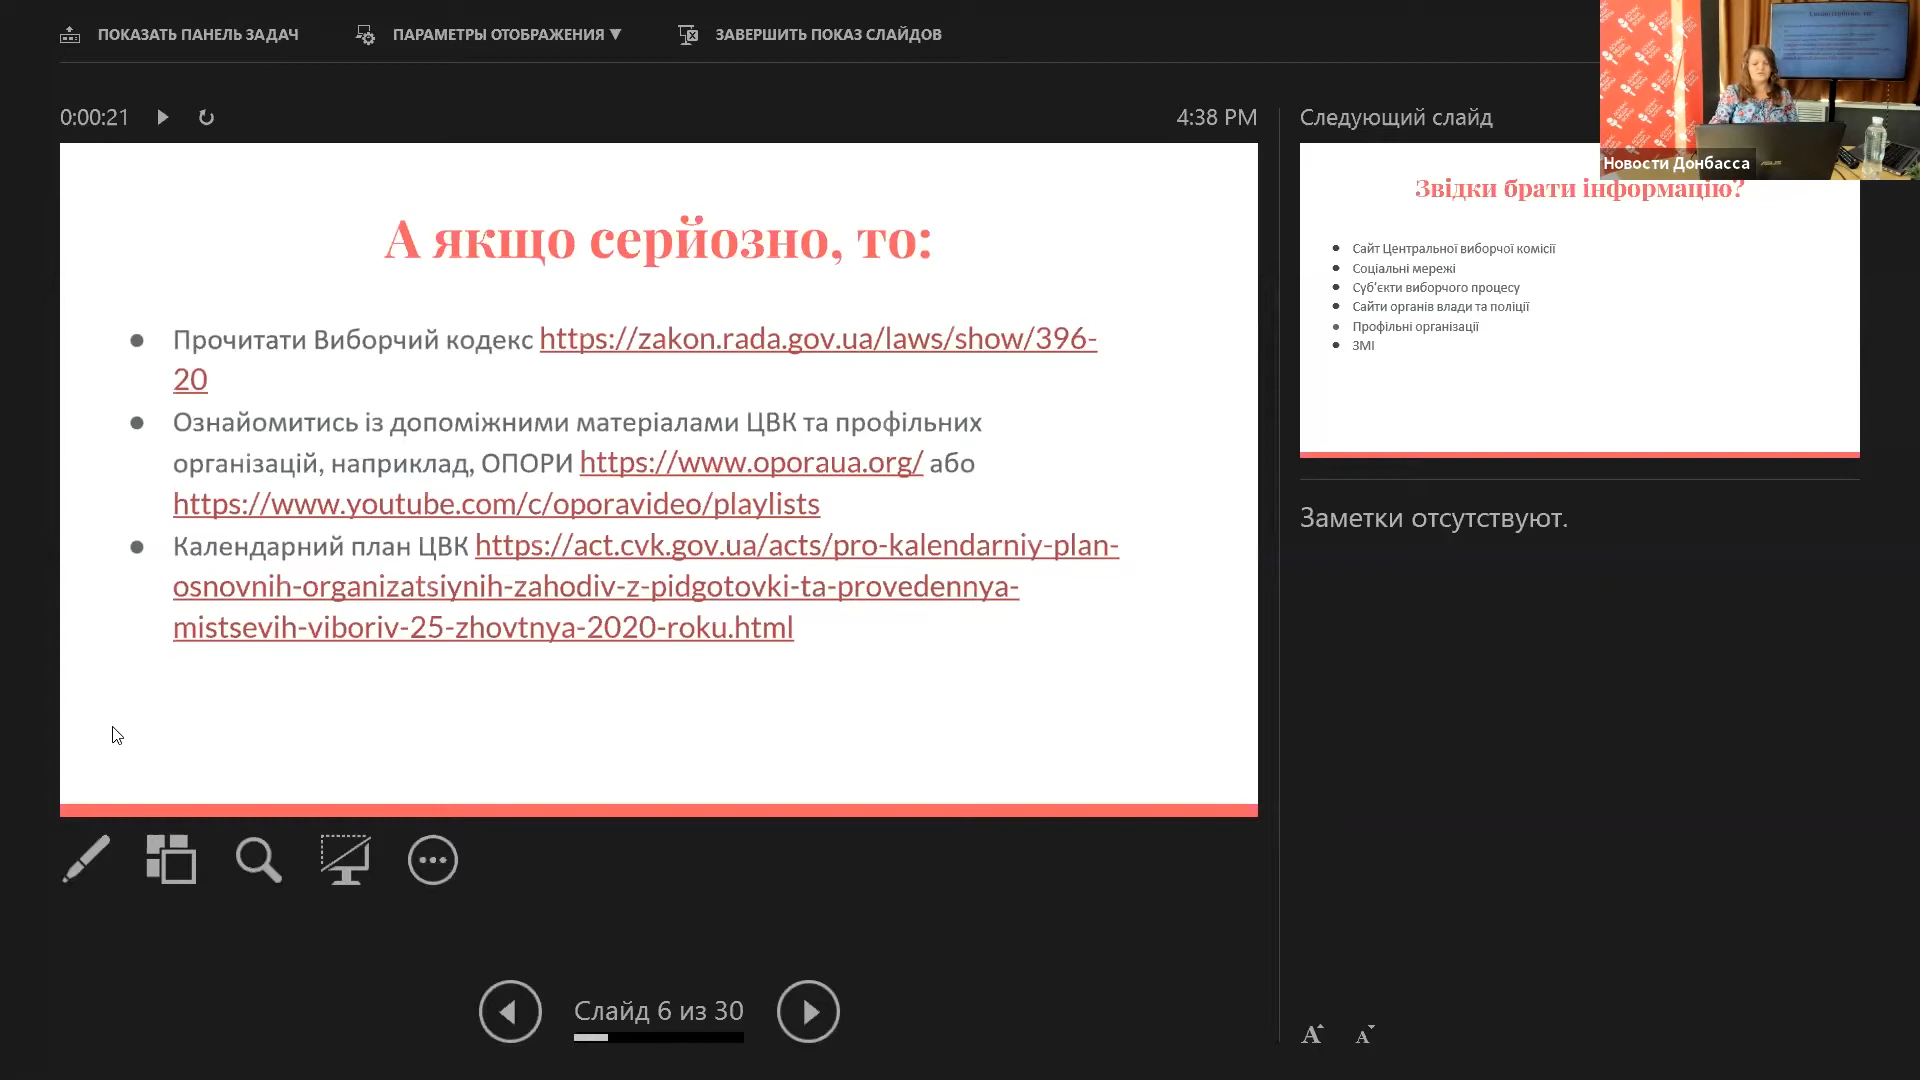 ПОКАЗАТЬ ПАНЕЛЬ ЗАДАЧ
ПАРАМЕТРЫ ОТОБРАЖЕНИЯ ▼
ЗАВЕРШИТЬ ПОКАЗ СЛАЙДОВ
0:00:21
4:38 PM
А якщо серйозно, то:
● Прочитати Виборчий кодекс https://zakon.rada.gov.ua/laws/show/396-
20
● Ознайомитись із допоміжними матеріалами ЦВК та профільних
організацій, наприклад, ОПОРИ https://www.oporaua.org/ або
https://www.youtube.com/c/oporavideo/playlists
● Календарний план ЦВК https://act.cvk.gov.ua/acts/pro-kalendarniy-plan-
osnovnih-organizatsiynih-zahodiv-z-pidgotovki-ta-provedennya-
mistsevih-viboriv-25-zhovtnya-2020-roku.html
Слайд 6 из 30
Следующий слайд
Новости Донбасса
ASUS
Звідки брати інформацію?
● Сайт Центральної виборчої комісії
● Соціальні мережі
● Суб'єкти виборчого процесу
● Сайти органів влади та поліції
● Профільні організації
● ЗМІ
Заметки отсутствуют.
A A